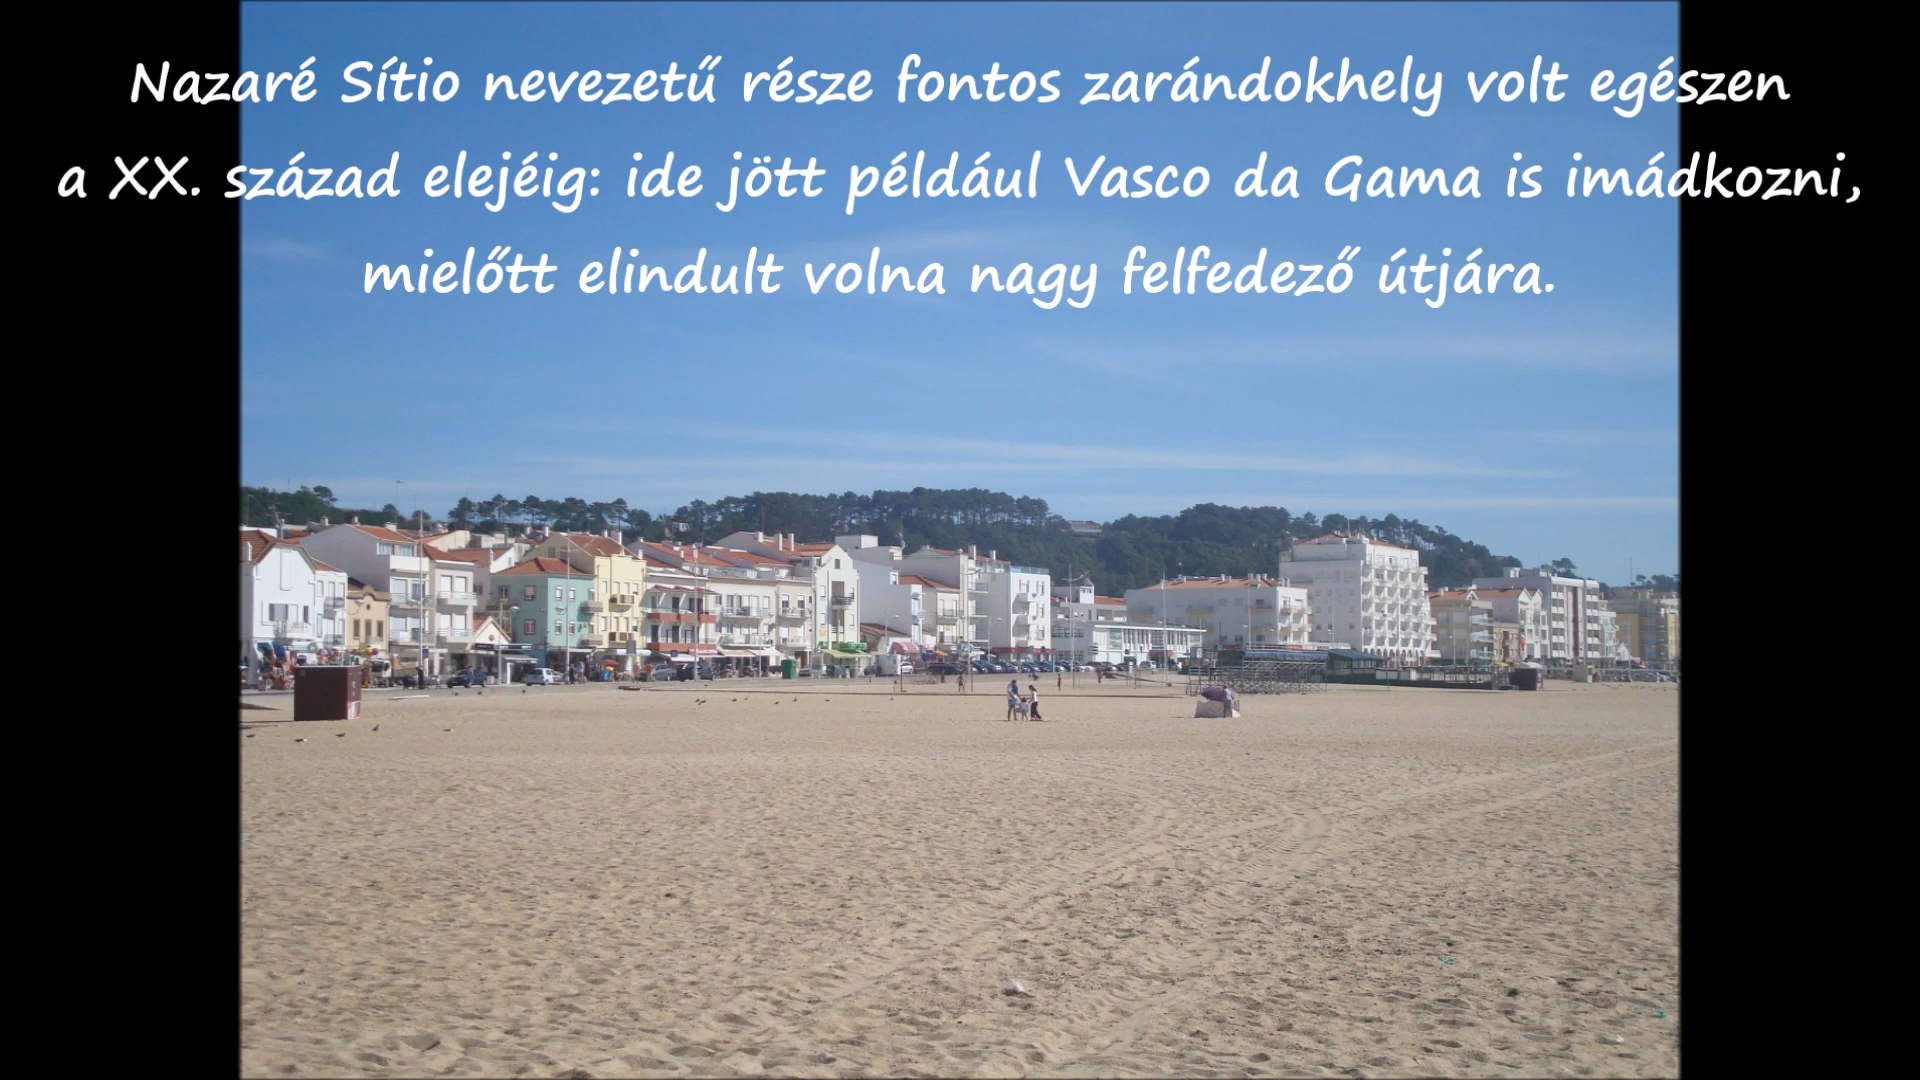 Nazaré Sítio nevezetű része fontos zarándokhely volt egészen
a XX. század elejéig: ide jött például Vasco da Gama is imádkozni,
mielőtt elindult volna nagy felfedező útjára.